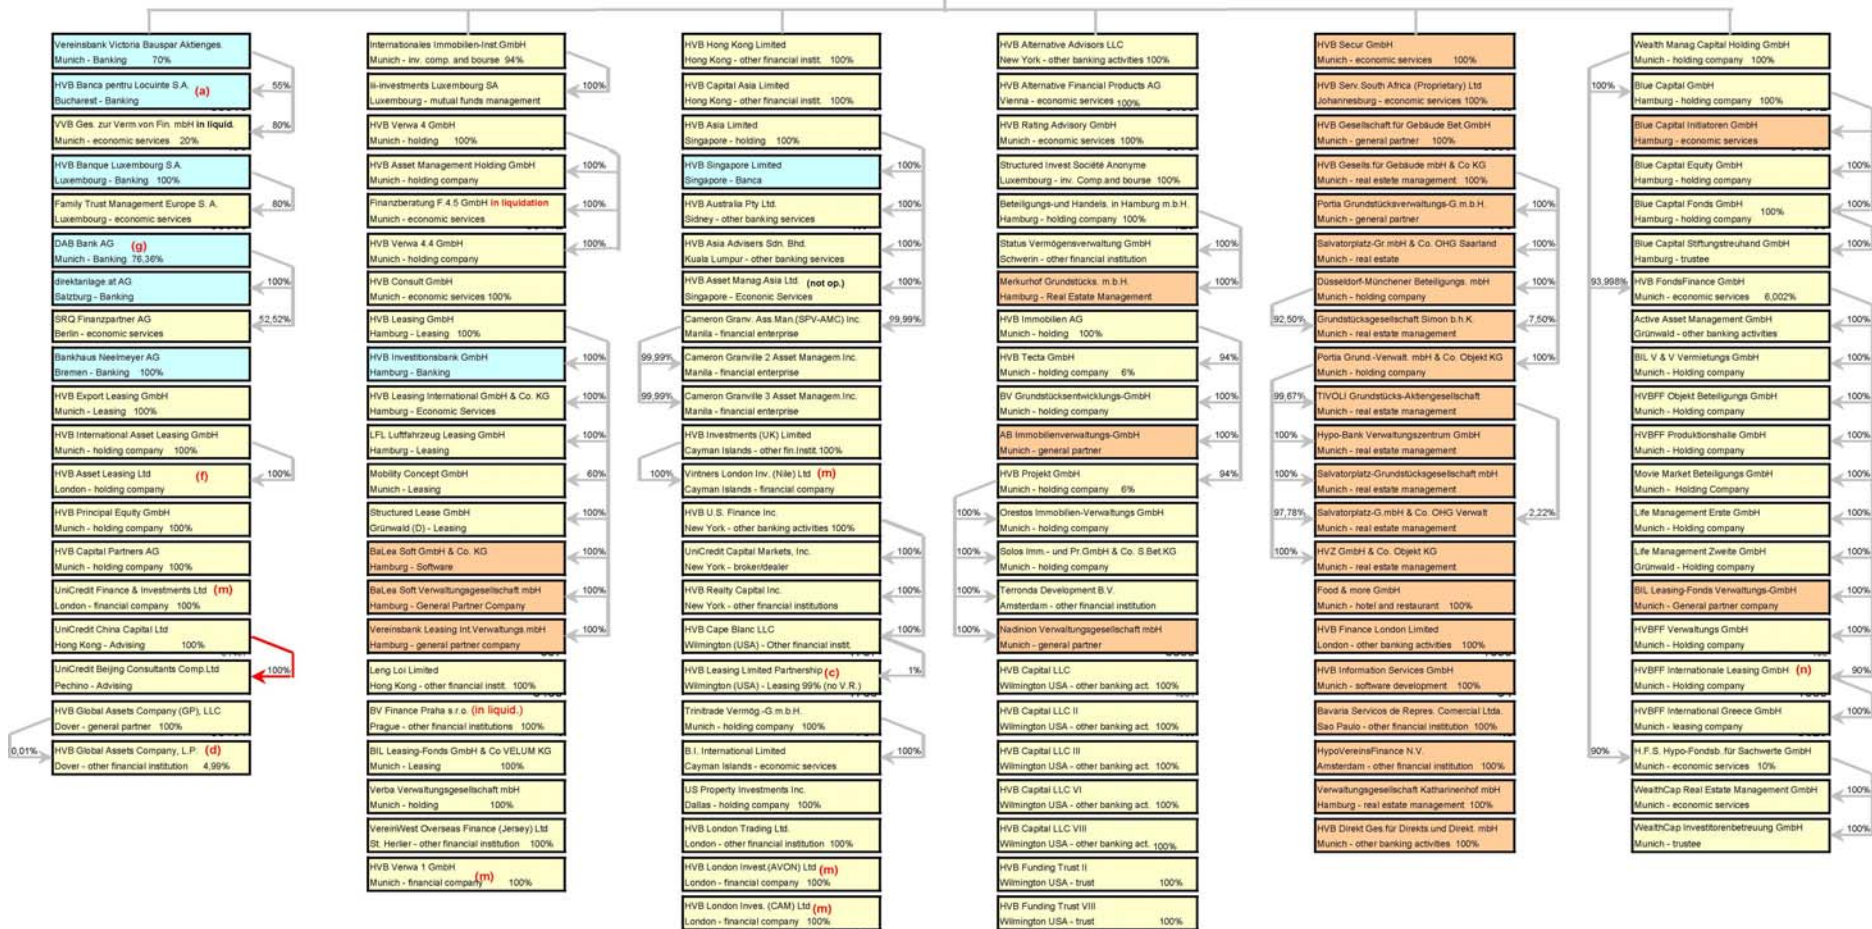 Vereinsbank Victoria Bauspar Aktienges.
Munich - Banking 70%
HVB Banca pentru Locuinte S.A. (a)
Bucharest - Banking
55%
VVB Ges. zur Verm.von Fin. mbH in liquid.
Munich - economic services 20%
80%
HVB Banque Luxembourg S.A.
Luxembourg - Banking 100%
Family Trust Management Europe S. A.
Luxembourg - economic services
80%
DAB Bank AG (g)
Munich - Banking 76,36%
direktanlage.at AG
Salzburg - Banking
100%
SRQ Finanzpartner AG
Berlin - economic services
52,52%
Bankhaus Neelmeyer AG
Bremen - Banking 100%
HVB Export Leasing GmbH
Munich - Leasing 100%
HVB International Asset Leasing GmbH
Munich - holding company 100%
HVB Asset Leasing Ltd (f)
London - holding company
100%
HVB Principal Equity GmbH
Munich - holding company 100%
HVB Capital Partners AG
Munich - holding company 100%
UniCredit Finance & Investments Ltd (m)
London - financial company 100%
UniCredit China Capital Ltd
Hong Kong - Advising 100%
UniCredit Beijing Consultants Comp.Ltd
Pechino - Advising
100%
HVB Global Assets Company (GP), LLC
Dover - general partner 100%
0,01%
HVB Global Assets Company, L.P. (d)
Dover - other financial institution 4,99%
Internationales Immobilien-Inst.GmbH
Munich - inv. comp. and bourse 94%
iii-investments Luxembourg SA
Luxembourg - mutual funds management
100%
HVB Verwa 4 GmbH
Munich - holding 100%
HVB Asset Management Holding GmbH
Munich - holding company
100%
Finanzberatung F.4.5 GmbH in liquidation
Munich - economic services
100%
HVB Verwa 4.4 GmbH
Munich - holding company
100%
HVB Consult GmbH
Munich - economic services 100%
HVB Leasing GmbH
Hamburg - Leasing 100%
HVB Investitionsbank GmbH
Hamburg - Banking
100%
HVB Leasing International GmbH & Co. KG
Hamburg - Economic Services
100%
LFL Luftfahrzeug Leasing GmbH
Hamburg - Leasing
100%
Mobility Concept GmbH
Munich - Leasing
60%
Structured Lease GmbH
Grünwald (D) - Leasing
100%
BaLea Soft GmbH & Co. KG
Hamburg - Software
100%
BaLea Soft Verwaltungsgesellschaft mbH
Hamburg - General Partner Company
100%
Vereinsbank Leasing Int.Verwaltungs.mbH
Hamburg - general partner company
100%
Leng Loi Limited
Hong Kong - other financial instit. 100%
BV Finance Praha s.r.o. (in liquid.)
Prague - other financial institutions 100%
BIL Leasing-Fonds GmbH & Co VELUM KG
Munich - Leasing 100%
Verba Verwaltungsgesellschaft mbH
Munich - holding 100%
VereinWest Overseas Finance (Jersey) Ltd
St. Herlier - other financial institution 100%
HVB Verwa 1 GmbH
Munich - financial company (m) 100%
HVB Hong Kong Limited
Hong Kong - other financial instit. 100%
HVB Capital Asia Limited
Hong Kong - other financial instit. 100%
HVB Asia Limited
Singapore - holding 100%
HVB Singapore Limited
Singapore - Banca
100%
HVB Australia Pty Ltd.
Sidney - other banking services
100%
HVB Asia Advisers Sdn. Bhd.
Kuala Lumpur - other banking services
100%
HVB Asset Manag.Asia Ltd. (not op.)
Singapore - Econonic Services
100%
Cameron Granv. Ass.Man.(SPV-AMC) Inc.
Manila - financial enterprise
99,99%
99,99%
Cameron Granville 2 Asset Managem.Inc.
Manila - financial enterprise
99,99%
Cameron Granville 3 Asset Managem.Inc.
Manila - financial enterprise
HVB Investments (UK) Limited
Cayman Islands - other fin.Instit.100%
100%
Vintners London Inv. (Nile) Ltd (m)
Cayman Islands - financial company
HVB U.S. Finance Inc.
New York - other banking activities 100%
UniCredit Capital Markets, Inc.
New York - broker/dealer
100%
HVB Realty Capital Inc.
New York - other financial institutions
100%
HVB Cape Blanc LLC
Wilmington (USA) - Other financial instit.
100%
HVB Leasing Limited Partnership (c)
Wilmington (USA) - Leasing 99% (no V.R.)
1%
Trinitrade Vermög.-G.m.b.H.
Munich - holding company 100%
B.I. International Limited
Cayman Islands - economic services
100%
US Property Investments Inc.
Dallas - holding company 100%
HVB London Trading Ltd.
London - other financial institution 100%
HVB London Invest.(AVON) Ltd (m)
London - financial company 100%
HVB London Inves. (CAM) Ltd (m)
London - financial company 100%
HVB Alternative Advisors LLC
New York - other banking activities 100%
HVB Alternative Financial Products AG
Vienna - economic services 100%
HVB Rating Advisory GmbH
Munich - economic services 100%
Structured Invest Société Anonyme
Luxembourg - inv. Comp.and bourse 100%
Beteiligungs-und Handels. in Hamburg m.b.H.
Hamburg - holding company 100%
Status Vermögensverwaltung GmbH
Schwerin - other financial institution
100%
Merkurhof Grundstücks. m.b.H.
Hamburg - Real Estate Management
100%
HVB Immobilien AG
Munich - holding 100%
HVB Tecta GmbH
Munich - holding company 6%
94%
BV Grundstücksentwicklungs-GmbH
Munich - holding company
100%
AB Immobilienverwaltungs-GmbH
Munich - general partner
100%
HVB Projekt GmbH
Munich - holding company 6%
94%
100%
Orestos Immobilien-Verwaltungs GmbH
Munich - holding company
100%
Solos Imm.- und Pr.GmbH & Co. S.Bet.KG
Munich - holding company
100%
Terronda Development B.V.
Amsterdam - other financial institution
100%
Nadinion Verwaltungsgesellschaft mbH
Munich - general partner
HVB Capital LLC
Wilmington USA - other banking act. 100%
HVB Capital LLC II
Wilmington USA - other banking act. 100%
HVB Capital LLC III
Wilmington USA - other banking act. 100%
HVB Capital LLC VI
Wilmington USA - other banking act. 100%
HVB Capital LLC VIII
Wilmington USA - other banking act. 100%
HVB Funding Trust II
Wilmington USA - trust 100%
HVB Funding Trust VIII
Wilmington USA - trust 100%
HVB Secur GmbH
Munich - economic services 100%
HVB Serv.South Africa (Proprietary) Ltd
Johannesburg - economic services 100%
HVB Gesellschaft für Gebäude Bet.GmbH
Munich - general partner 100%
HVB Gesells für Gebäude mbH & Co KG
Munich - real estate management 100%
Portia Grundstücksverwaltungs-G.m.b.H.
Munich - general partner
100%
Salvatorplatz-Gr.mbH & Co. OHG Saarland
Munich - real estate
100%
Düsseldorf-Münchener Beteiligungs. mbH
Munich - holding company
100%
92,50%
Grundstücksgesellschaft Simon b.h.K.
Munich - real estate management
7,50%
Portia Grund.-Verwalt. mbH & Co. Objekt KG
Munich - holding company
100%
99,67%
TIVOLI Grundstücks-Aktiengesellschaft
Munich - real estate management
100%
Hypo-Bank Verwaltungszentrum GmbH
Munich - real estate management
100%
Salvatorplatz-Grundstücksgesellschaft mbH
Munich - real estate management
97,78%
Salvatorplatz-G.mbH & Co. OHG Verwalt
Munich - real estate management
2,22%
100%
HVZ GmbH & Co. Objekt KG
Munich - real estate management
Food & more GmbH
Munich - hotel and restaurant 100%
HVB Finance London Limited
London - other banking activities 100%
HVB Information Services GmbH
Munich - software development 100%
Bavaria Servicos de Repres. Comercial Ltda.
Sao Paulo - other financial institution 100%
HypoVereinsFinance N.V.
Amsterdam - other financial institution 100%
Verwaltungsgesellschaft Katharinenhof mbH
Hamburg - real estate management 100%
HVB Direkt Ges.für Direkts.und Direkt. mbH
Munich - other banking activities 100%
Wealth Manag.Capital Holding GmbH
Munich - holding company 100%
100%
Blue Capital GmbH
Hamburg - holding company 100%
Blue Capital Initiatoren GmbH
Hamburg - economic services
100%
Blue Capital Equity GmbH
Hamburg - holding company
100%
Blue Capital Fonds GmbH
Hamburg - holding company 100%
100%
Blue Capital Stiftungstreuhand GmbH
Hamburg - trustee
100%
93,998%
HVB FondsFinance GmbH
Munich - economic services 6,002%
Active Asset Management GmbH
Grünwald - other banking activities
100%
BIL V & V Vermietungs GmbH
Munich - Holding company
100%
HVBFF Objekt Beteiligungs GmbH
Munich - Holding company
100%
HVBFF Produktionshalle GmbH
Munich - Holding company
100%
Movie Market Beteiligungs GmbH
Munich - Holding Company
100%
Life Management Erste GmbH
Munich - Holding company
100%
Life Management Zweite GmbH
Grünwald - Holding company
100%
BIL Leasing-Fonds Verwaltungs-GmbH
Munich - General partner company
100%
HVBFF Verwaltungs GmbH
Munich - Holding company
100%
HVBFF Internationale Leasing GmbH (n)
Munich - Holding company
90%
HVBFF International Greece GmbH
Munich - leasing company
100%
90%
H.F.S. Hypo-Fondsb. für Sachwerte GmbH
Munich - economic services 10%
WealthCap Real Estate Management GmbH
Munich - economic services
100%
WealthCap Investitorenbetreuung GmbH
Munich - trustee
100%